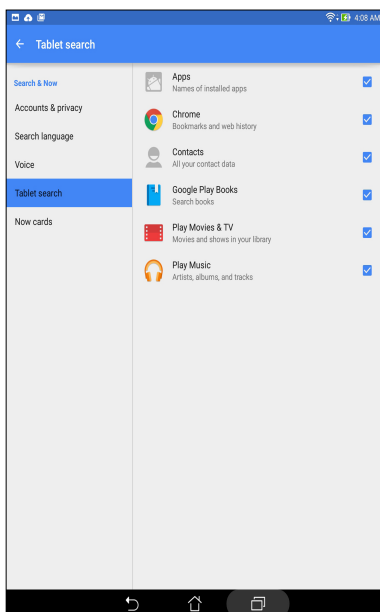 4:08 AM
Tablet search
Search & Now
Accounts & privacy
Search language
Voice
Tablet search
Now cards
Apps
Names of installed apps
Chrome
Bookmarks and web history
Contacts
All your contact data
Google Play Books
Search books
Play Movies & TV
Movies and shows in your library
Play Music
Artists, albums, and tracks